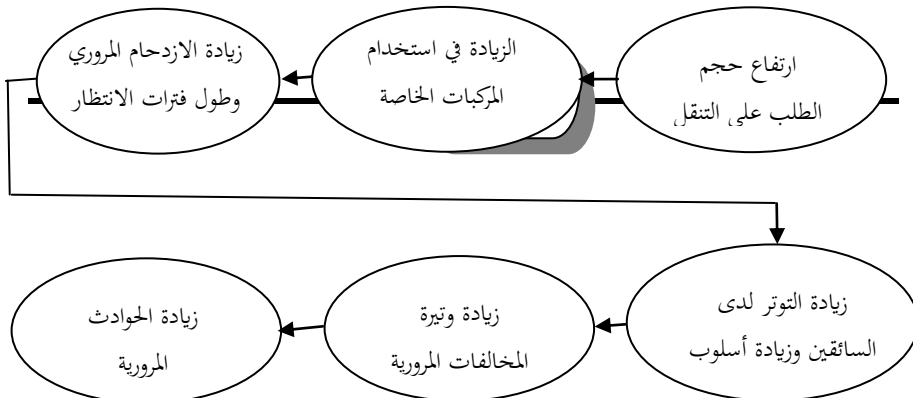 ارتفاع حجم
الطلب على التنقل
الزيادة في استخدام
المركبات الخاصة
زيادة الازدحام المروري
وطول فترات الانتظار
زيادة التوتر لدى
السائقين وزيادة أسلوب
زيادة وتيرة
المخالفات المرورية
زيادة الحوادث
المرورية